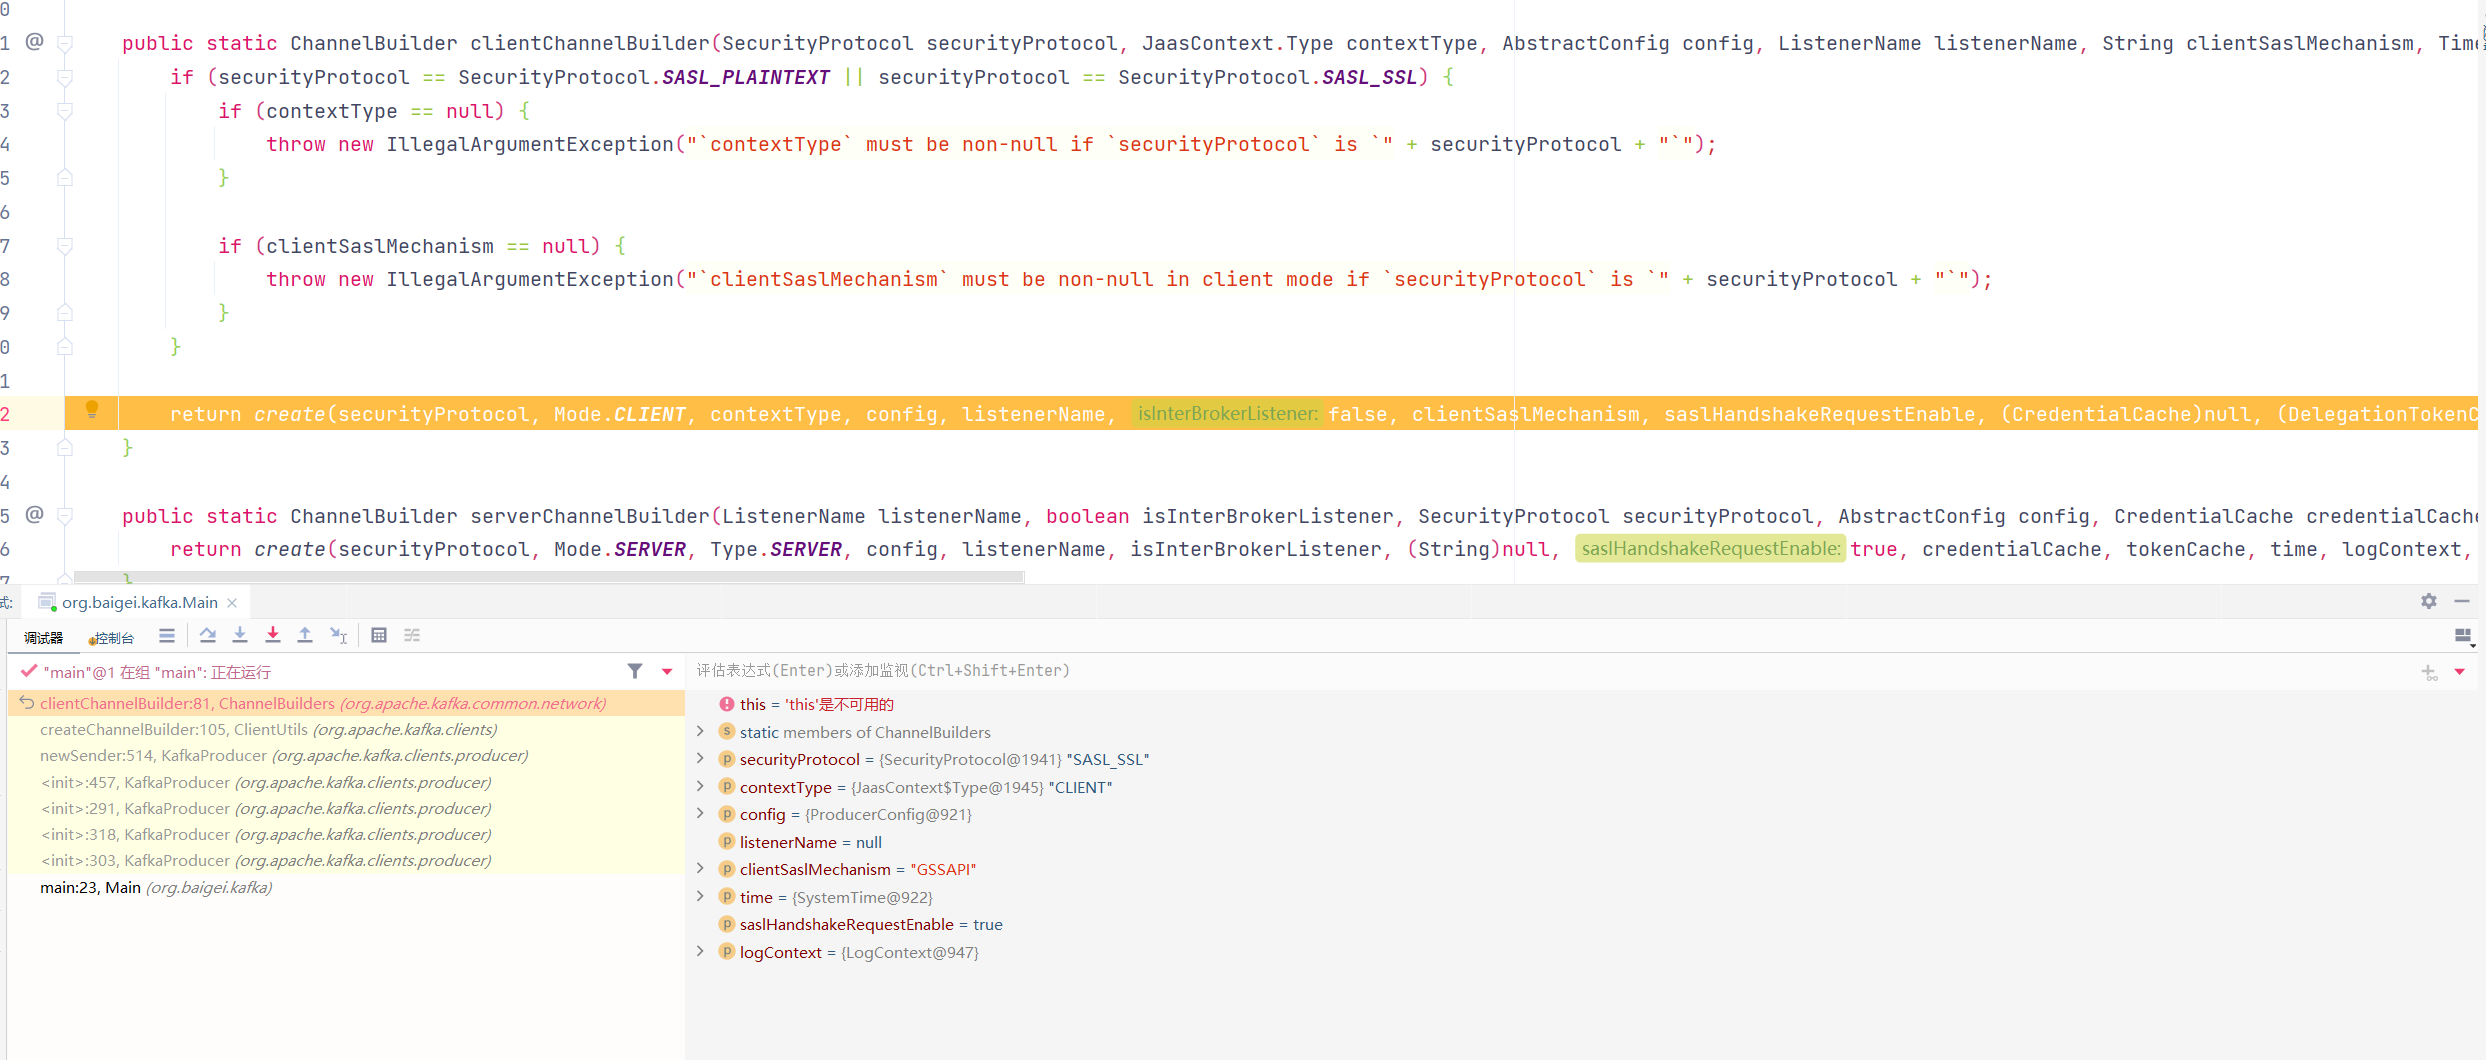 0
1 @ public static ChannelBuilder clientChannelBuilder(SecurityProtocol securityProtocol, JaasContext.Type contextType, AbstractConfig config, ListenerName listenerName, String clientSaslMechanism, Time
2 if (securityProtocol == SecurityProtocol.SASL_PLAINTEXT || securityProtocol == SecurityProtocol.SASL_SSL) {
3 if (contextType == null) {
4 throw new IllegalArgumentException("`contextType` must be non-null if `securityProtocol` is `" + securityProtocol + "`");
5 }
6
7 if (clientSaslMechanism == null) {
8 throw new IllegalArgumentException("`clientSaslMechanism` must be non-null in client mode if `securityProtocol` is `" + securityProtocol + "`");
9 }
0 }
1
2 return create(securityProtocol, Mode.CLIENT, contextType, config, listenerName, isInterBrokerListener: false, clientSaslMechanism, saslHandshakeRequestEnable, (CredentialCache)null, (DelegationTokenC
3 }
4
5 @ public static ChannelBuilder serverChannelBuilder(ListenerName listenerName, boolean isInterBrokerListener, SecurityProtocol securityProtocol, AbstractConfig config, CredentialCache credentialCache
6 return create(securityProtocol, Mode.SERVER, Type.SERVER, config, listenerName, isInterBrokerListener, (String)null, saslHandshakeRequestEnable: true, credentialCache, tokenCache, time, logContext,
7 }
式: org.baigei.kafka.Main
调试器 控制台
"main"@1 在组 "main": 正在运行
clientChannelBuilder:81, ChannelBuilders (org.apache.kafka.common.network)
createChannelBuilder:105, ClientUtils (org.apache.kafka.clients)
newSender:514, KafkaProducer (org.apache.kafka.clients.producer)
<init>:457, KafkaProducer (org.apache.kafka.clients.producer)
<init>:291, KafkaProducer (org.apache.kafka.clients.producer)
<init>:318, KafkaProducer (org.apache.kafka.clients.producer)
<init>:303, KafkaProducer (org.apache.kafka.clients.producer)
main:23, Main (org.baigei.kafka)
评估表达式(Enter)或添加监视(Ctrl+Shift+Enter)
this = 'this'是不可用的
s static members of ChannelBuilders
p securityProtocol = {SecurityProtocol@1941} "SASL_SSL"
p contextType = {JaasContext$Type@1945} "CLIENT"
p config = {ProducerConfig@921}
p listenerName = null
p clientSaslMechanism = "GSSAPI"
p time = {SystemTime@922}
p saslHandshakeRequestEnable = true
p logContext = {LogContext@947}